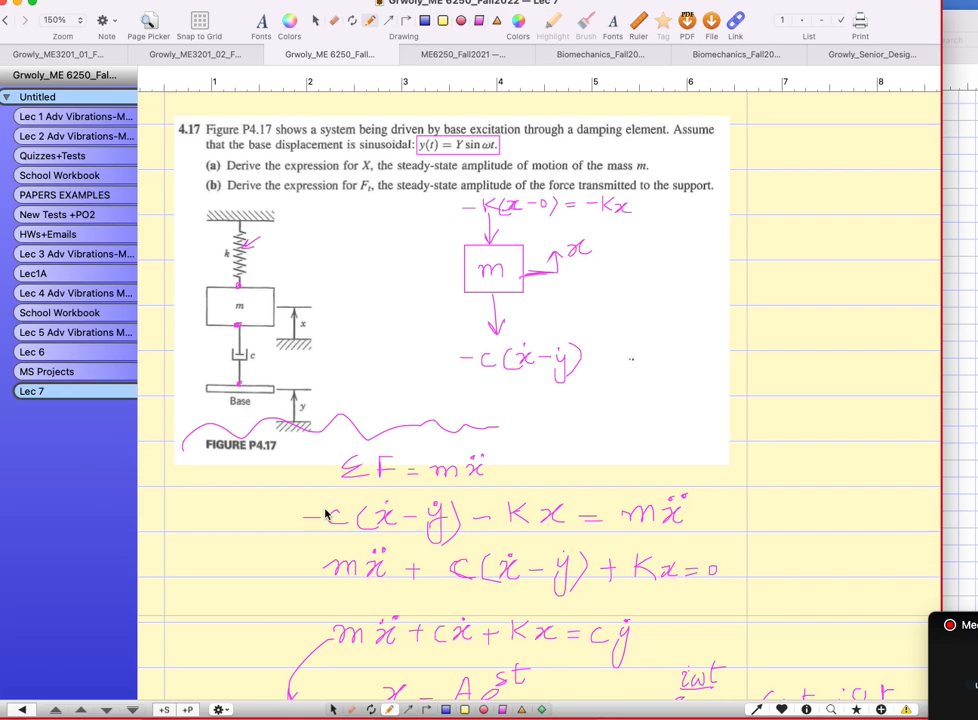 Grwoly_ME 6250_Fall2022 — Lec 7
150%
Zoom
Note
Page Picker
Snap to Grid
Fonts
Colors
Drawing
Colors
Highlight
Brush
Fonts
Ruler
Tag
PDF
File
Link
1
List
Print
Growly_ME3201_01_F...
Growly_ME3201_02_F...
Grwoly_ME 6250_Fall...
ME6250_Fall2021 —...
Biomechanics_Fall20...
Biomechanics_Fall20...
Growly_Senior_Desig...
Grwoly_ME 6250_Fal...
1 2 3 4 5 6 7 8
Untitled
Lec 1 Adv Vibrations-M...
Lec 2 Adv Vibrations-M...
Quizzes+Tests
School Workbook
PAPERS EXAMPLES
New Tests +PO2
HWs+Emails
Lec 3 Adv Vibrations-M...
Lec1A
Lec 4 Adv Vibrations M...
School Workbook
Lec 5 Adv Vibrations M...
Lec 6
MS Projects
Lec 7
4.17 Figure P4.17 shows a system being driven by base excitation through a damping element. Assume
that the base displacement is sinusoidal: y(t) = Y sin ωt.
(a) Derive the expression for X, the steady-state amplitude of motion of the mass m.
(b) Derive the expression for Fₜ, the steady-state amplitude of the force transmitted to the support.
-K(x-0) = -Kx
k
m
x
m
x
c
-c(ẋ-ẏ)
Base
y
FIGURE P4.17
ΣF = mẍ
-c(ẋ-ẏ) - Kx = mẍ
mẍ + c(ẋ-ẏ) + Kx=0
mẍ + cẋ + Kx = cẏ
x = A e^st
iωt
+S
+P
Me